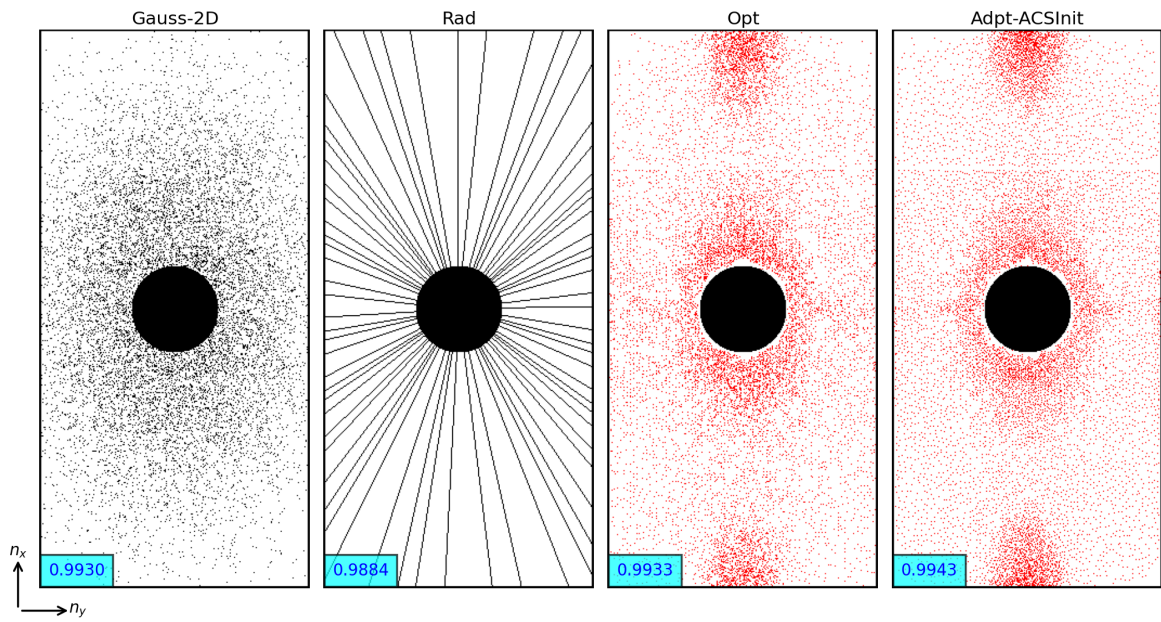 Gauss-2D
Rad
Opt
Adpt-ACSInit
0.9930
0.9884
0.9933
0.9943
n_x
n_y